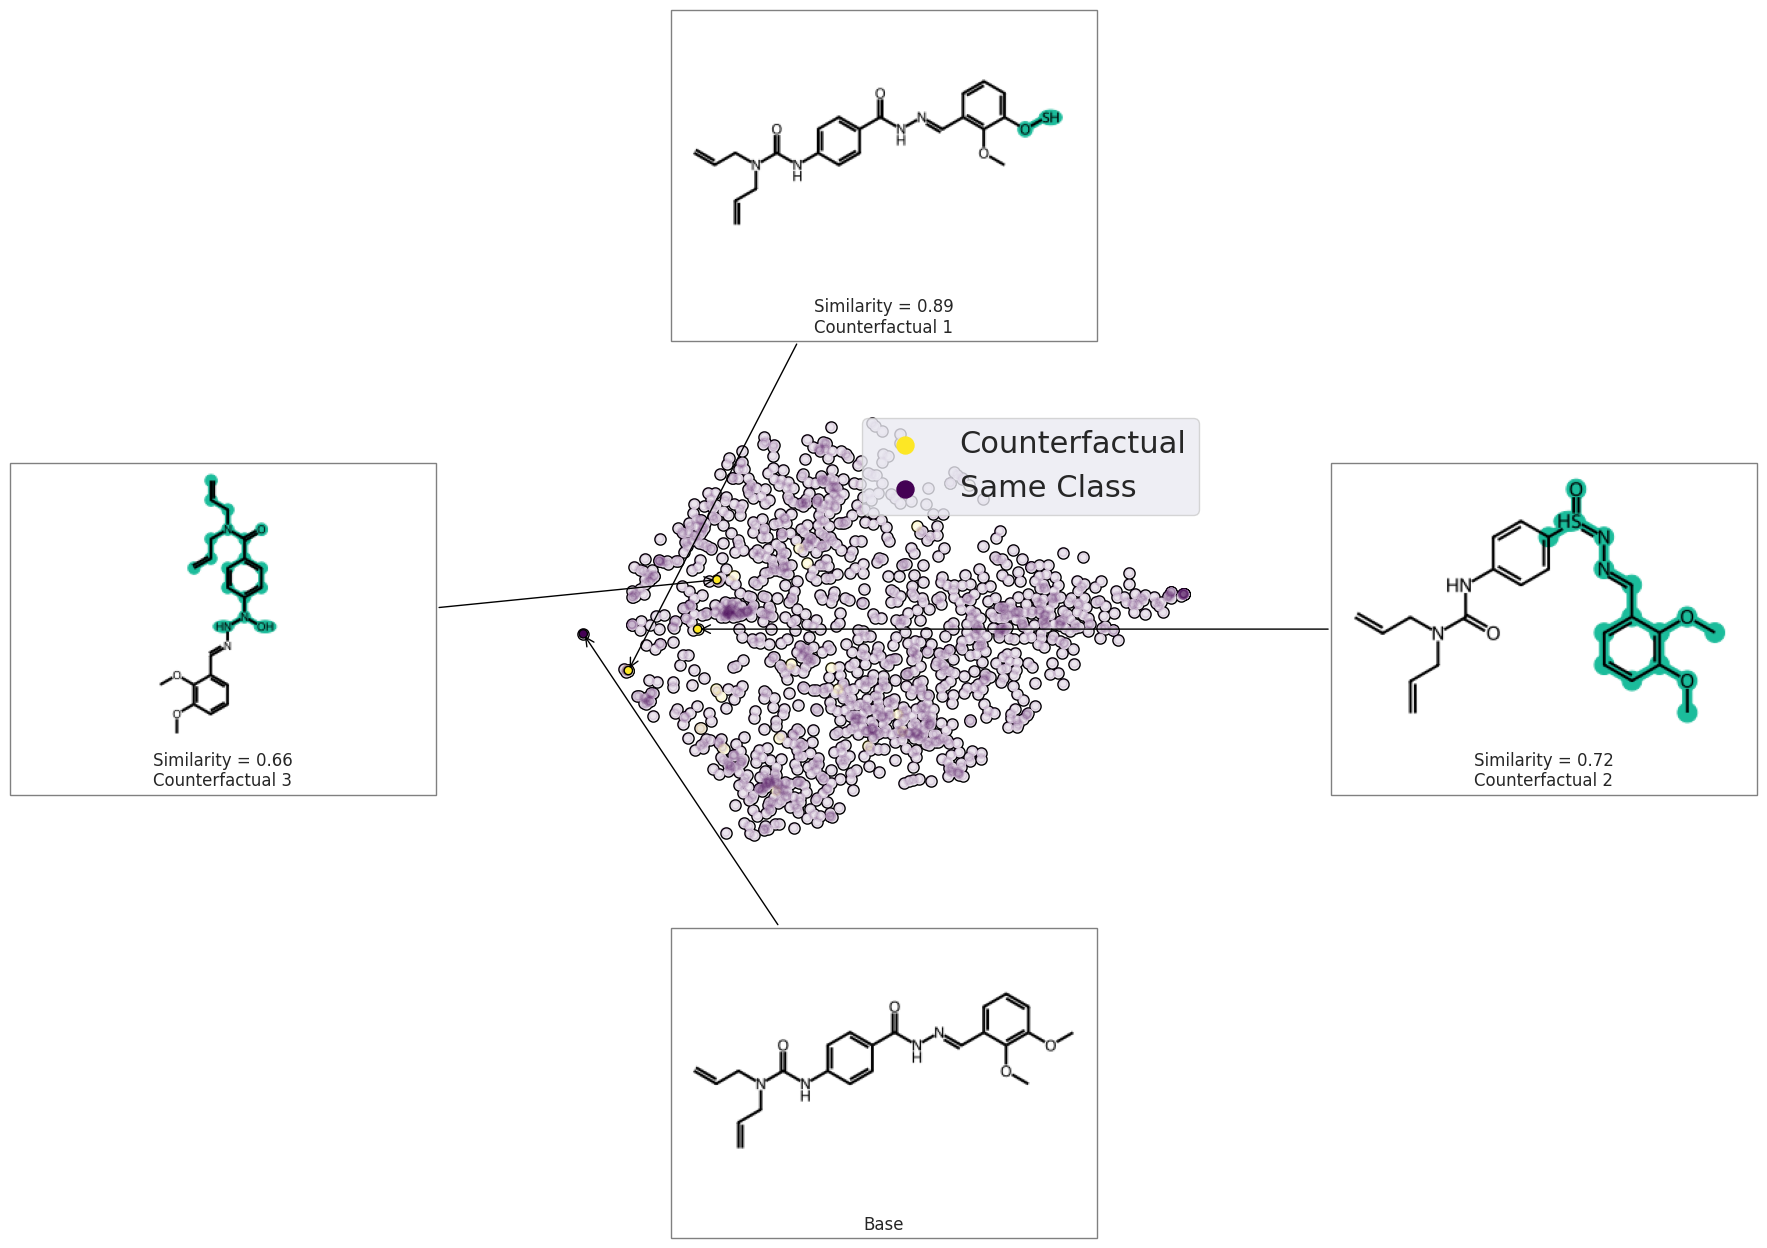 O
O
N
N
H
N
N
H
O
SH
O
Similarity = 0.89
Counterfactual 1
Counterfactual
Same Class
N
O
HN
N
OH
N
O
O
Similarity = 0.66
Counterfactual 3
O
HS
N
N
HN
N
O
O
O
Similarity = 0.72
Counterfactual 2
O
O
N
N
H
N
H
N
O
O
Base